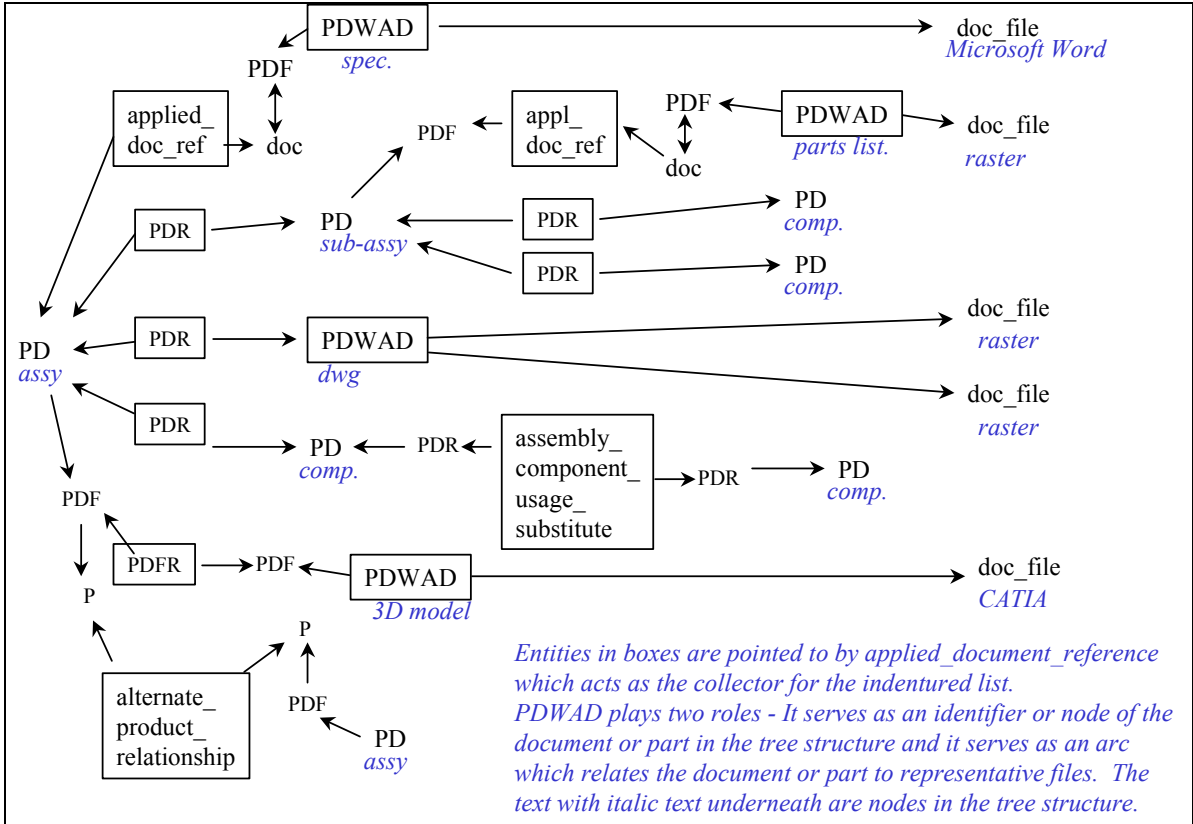 PDWAD
spec.
doc_file
Microsoft Word
PDF
applied_
doc_ref
doc
PDF
appl_
doc_ref
PDF
doc
PDWAD
parts list.
doc_file
raster
PDR
PD
sub-assy
PDR
PD
comp.
PDR
PD
comp.
PD
assy
PDR
PDWAD
dwg
doc_file
raster
doc_file
raster
PDR
PD
comp.
PDR
assembly_
component_
usage_
substitute
PDR
PD
comp.
PDF
PDFR
PDF
PDWAD
3D model
doc_file
CATIA
P
P
alternate_
product_
relationship
PDF
PD
assy
Entities in boxes are pointed to by applied_document_reference
which acts as the collector for the indentured list.
PDWAD plays two roles - It serves as an identifier or node of the
document or part in the tree structure and it serves as an arc
which relates the document or part to representative files.  The
text with italic text underneath are nodes in the tree structure.